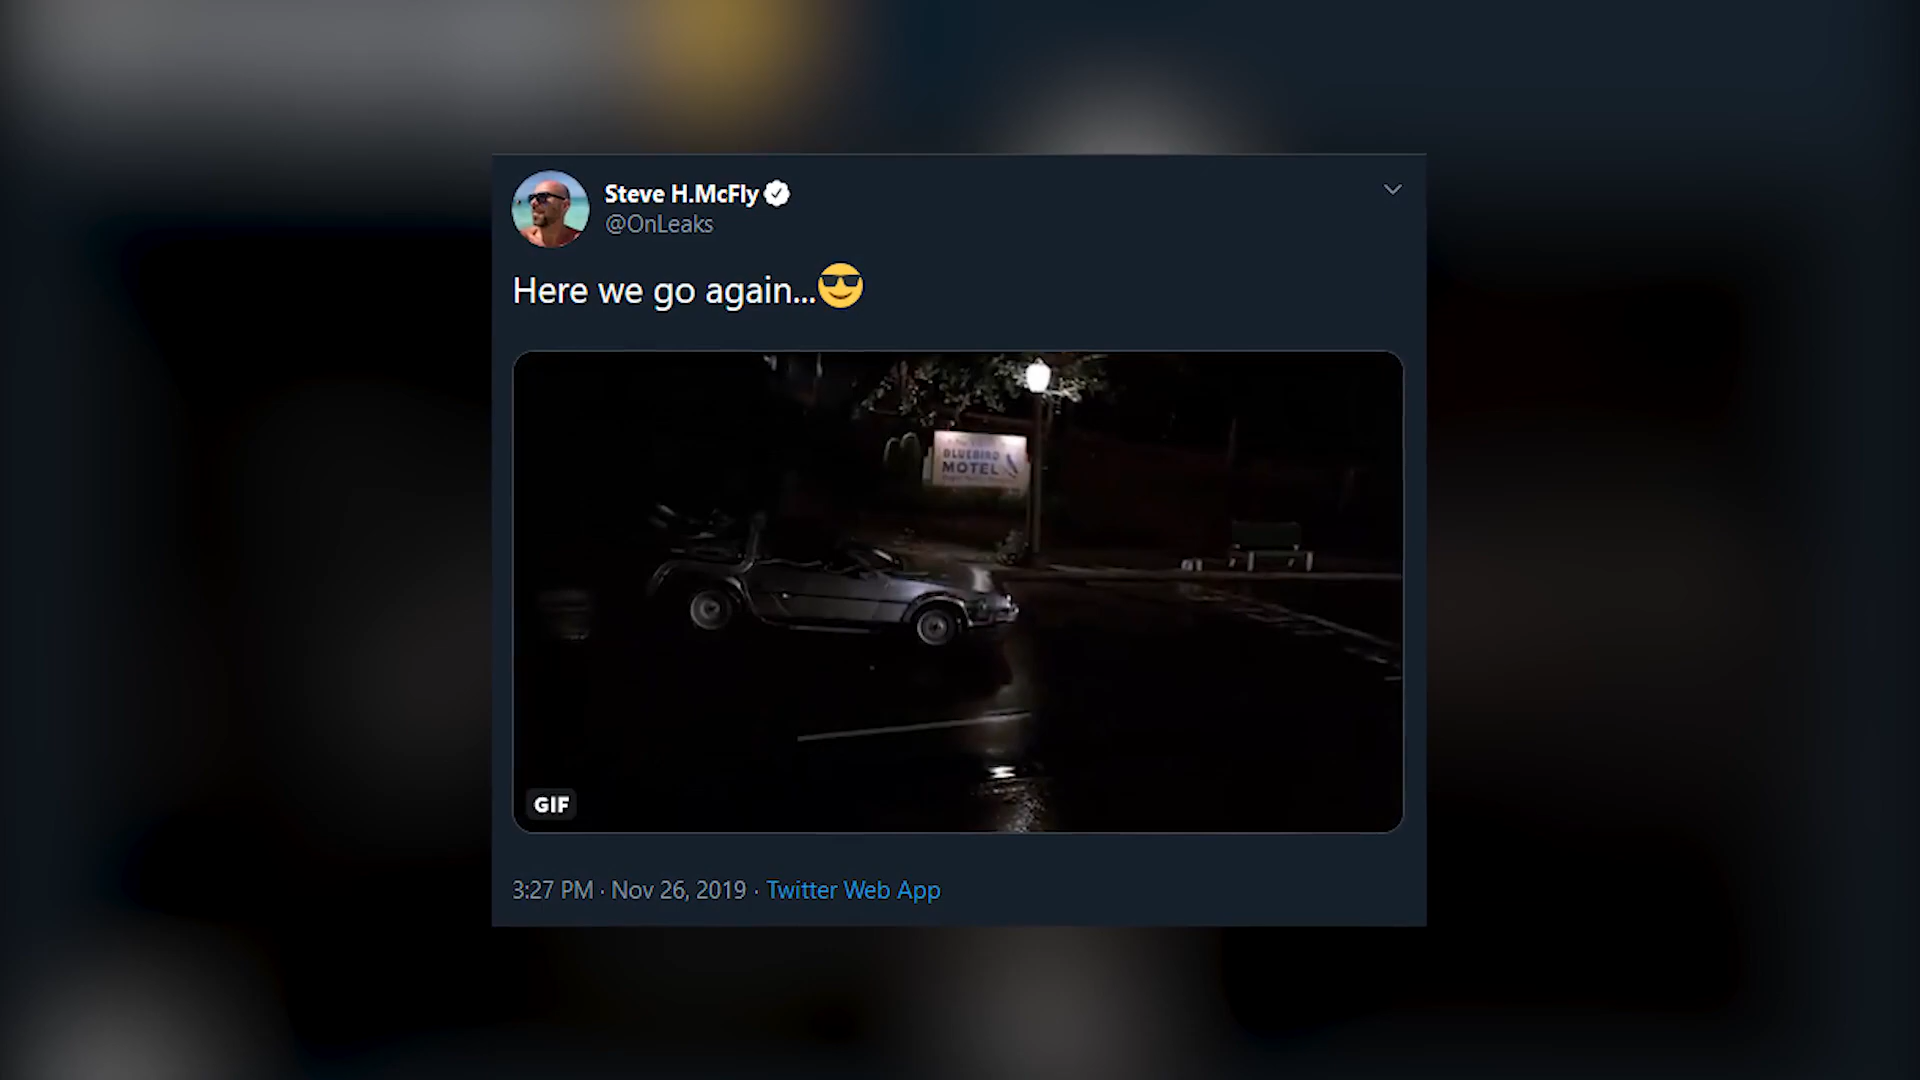 Steve H.McFly
@OnLeaks
Here we go again...😎
BLUEBIRD
MOTEL
GIF
3:27 PM · Nov 26, 2019 · Twitter Web App